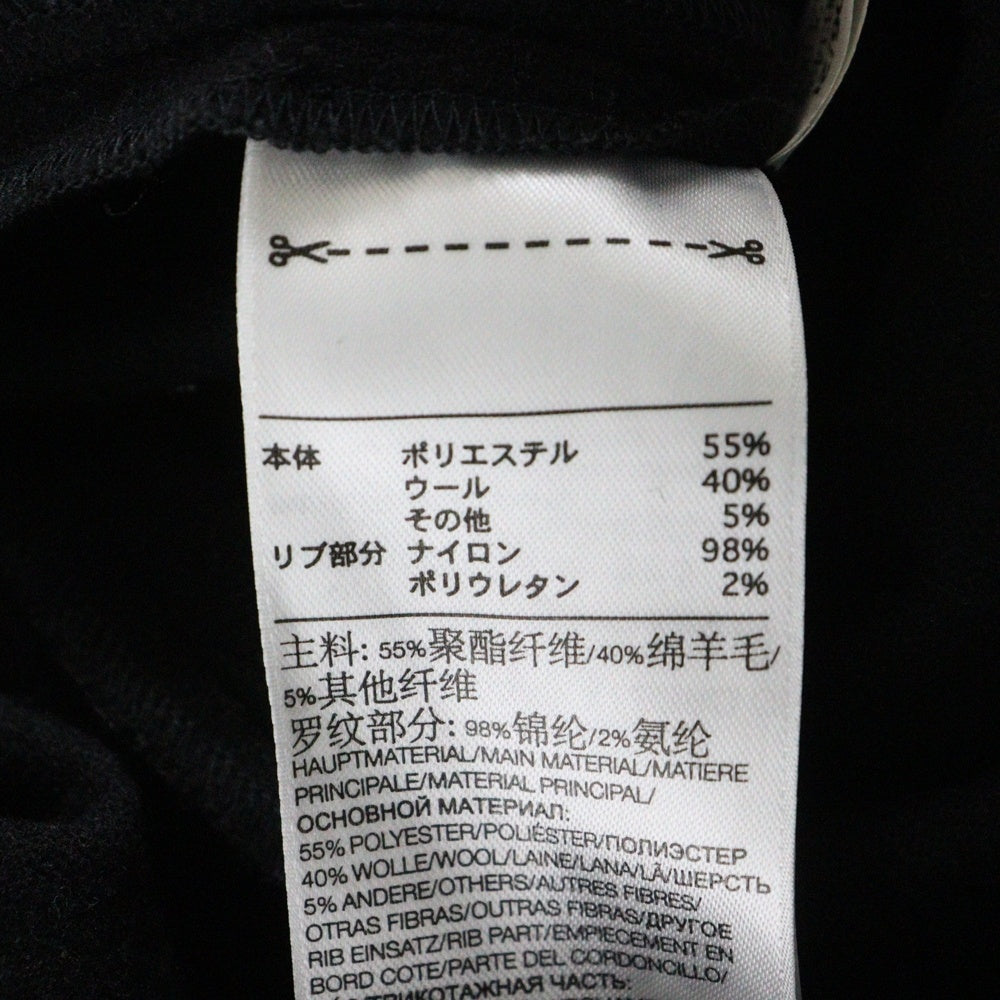 本体 ポリエステル 55%
ウール 40%
その他 5%
リブ部分 ナイロン 98%
ポリウレタン 2%
主料: 55%聚酯纤维/40%绵羊毛/
5%其他纤维
罗纹部分: 98%锦纶/2%氨纶
HAUPTMATERIAL/MAIN MATERIAL/MATIERE
PRINCIPALE/MATERIAL PRINCIPAL/
ОСНОВНОЙ МАТЕРИАЛ:
55% POLYESTER/POLIÉSTER/ПОЛИЭСТЕР
40% WOLLE/WOOL/LAINE/LANA/LÃ/ШЕРСТЬ
5% ANDERE/OTHERS/AUTRES FIBRES/
OTRAS FIBRAS/OUTRAS FIBRAS/ДРУГОЕ
RIB EINSATZ/RIB PART/EMPIECEMENT EN
BORD COTE/PARTE DEL CORDONCILLO/
ТРИКОТАЖНАЯ ЧАСТЬ: